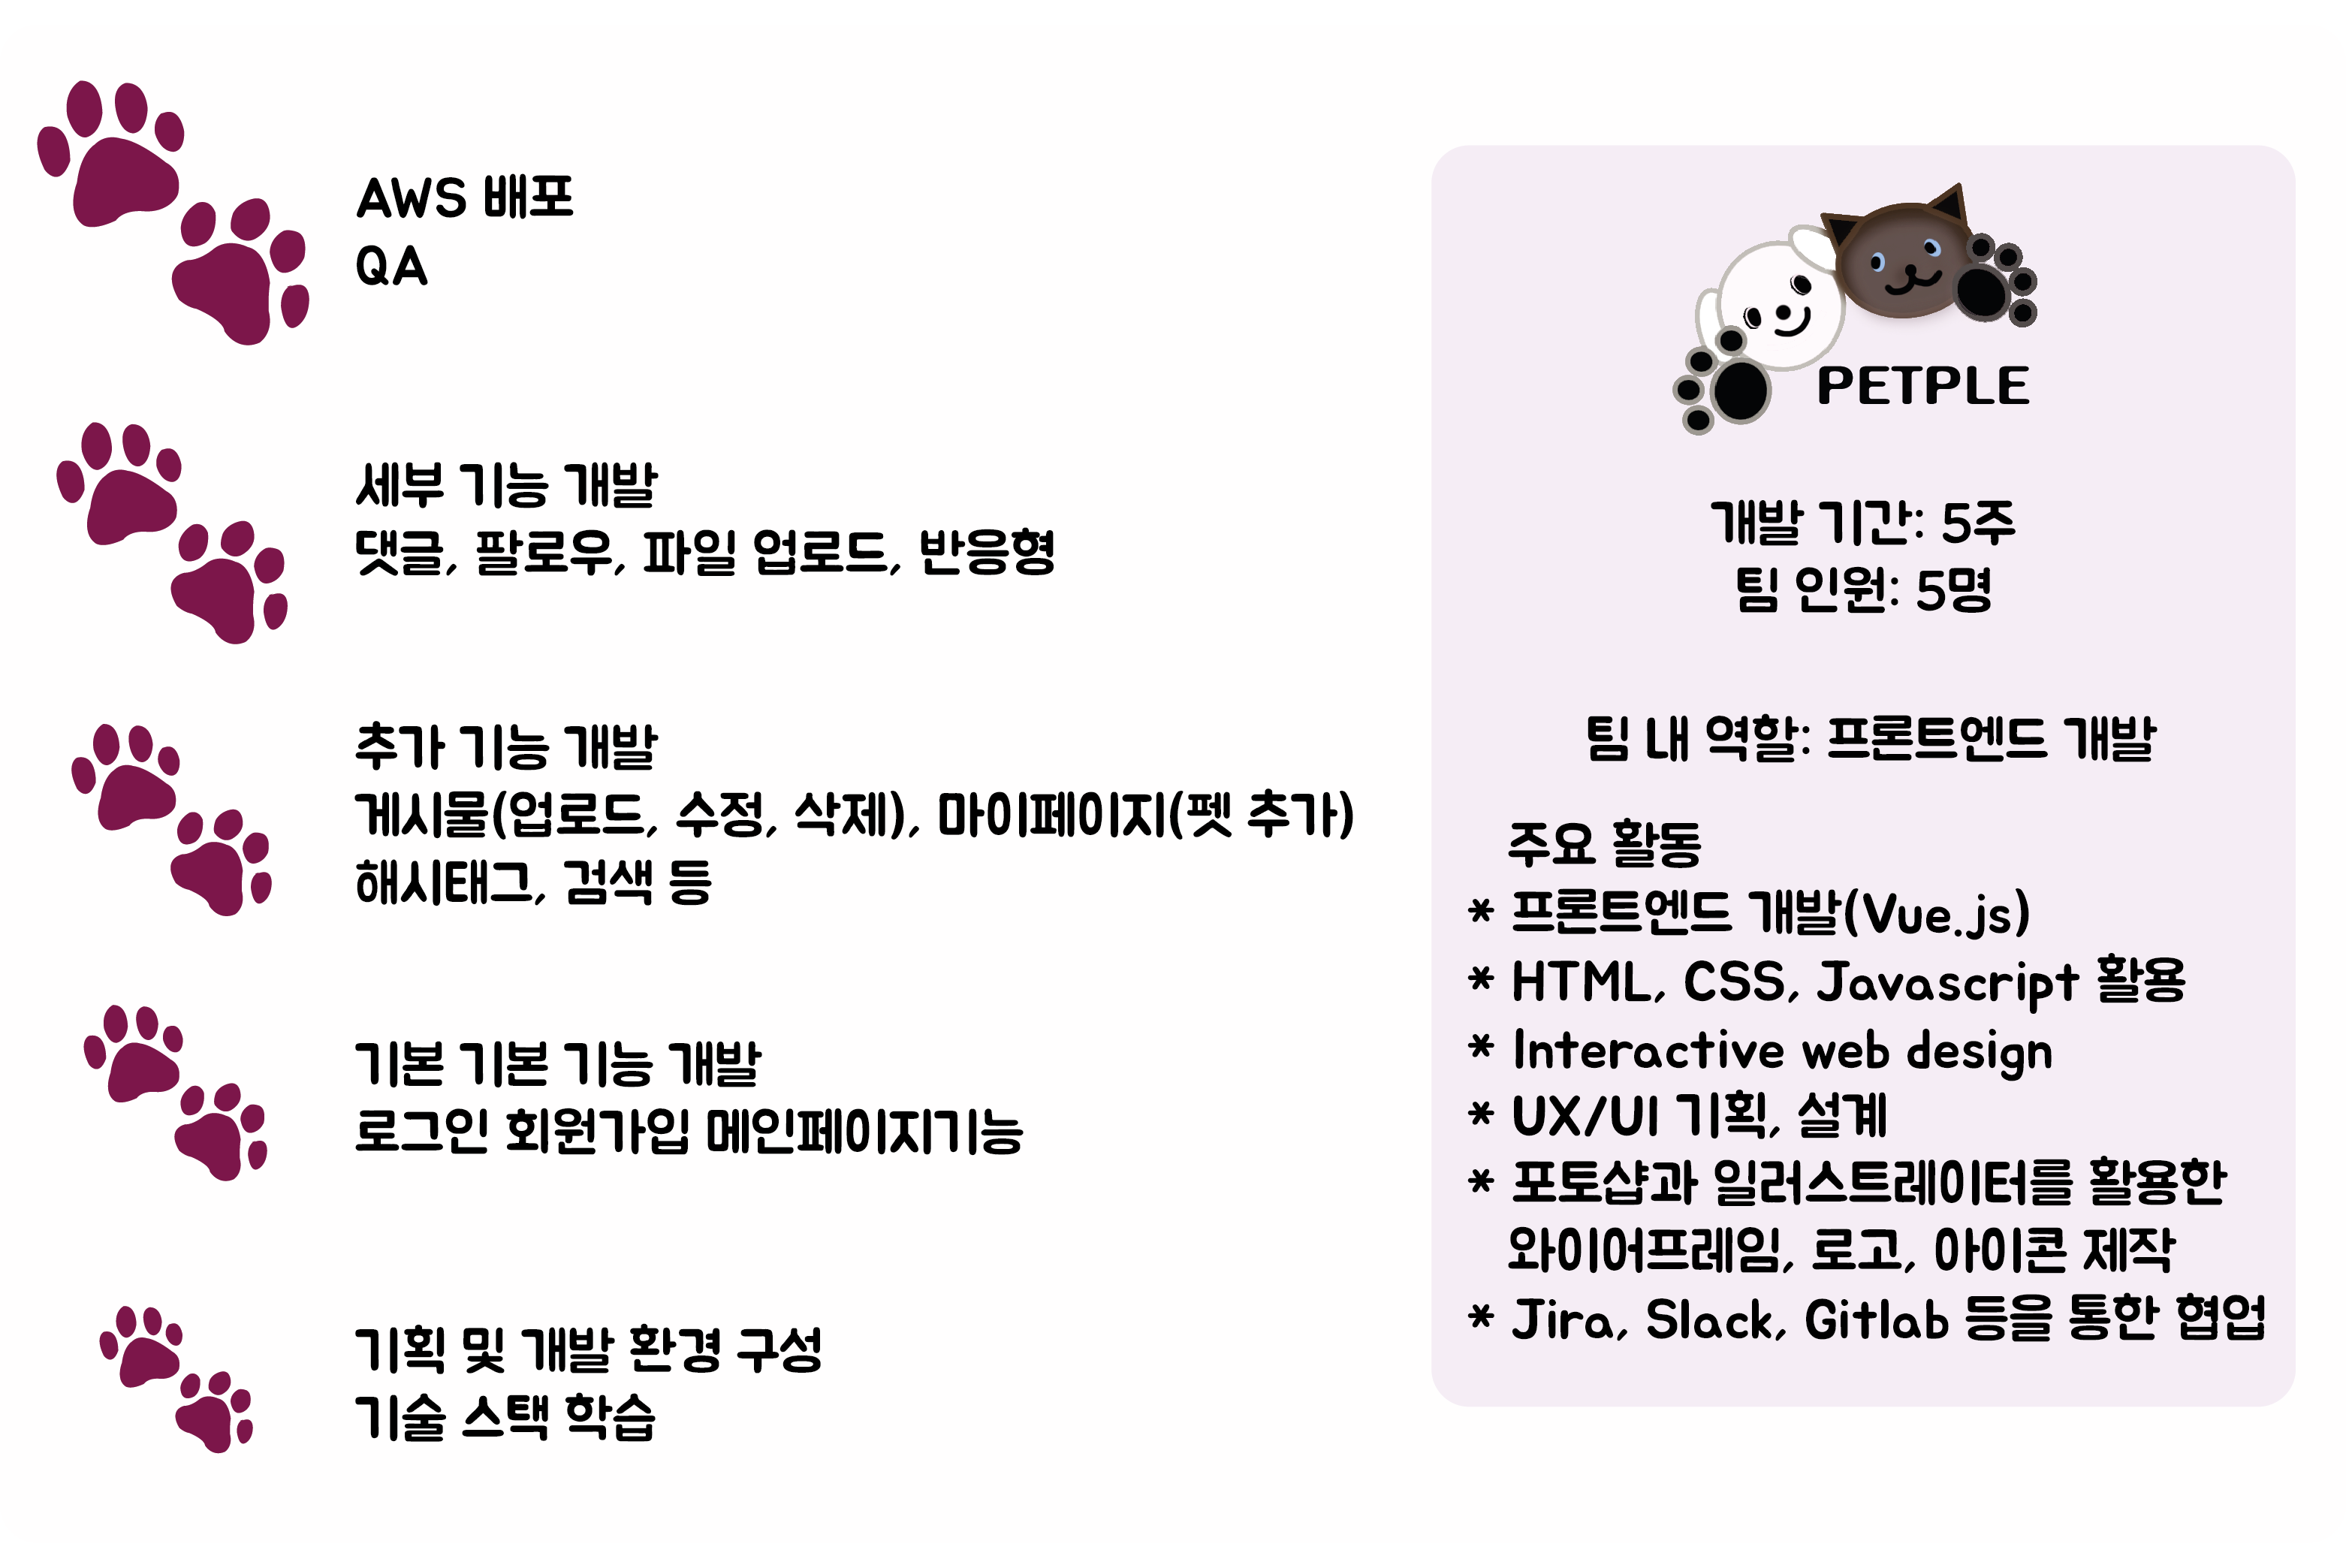 AWS 배포
QA
세부 기능 개발
댓글, 팔로우, 파일 업로드, 반응형
추가 기능 개발
게시물(업로드, 수정, 삭제), 마이페이지(펫 추가)
해시태그, 검색 등
기본 기본 기능 개발
로그인 회원가입 메인페이지기능
기획 및 개발 환경 구성
기술 스택 학습
PETPLE
개발 기간: 5주
팀 인원: 5명
팀 내 역할: 프론트엔드 개발
주요 활동
* 프론트엔드 개발(Vue.js)
* HTML, CSS, Javascript 활용
* Interactive web design
* UX/UI 기획, 설계
* 포토샵과 일러스트레이터를 활용한
와이어프레임, 로고, 아이콘 제작
* Jira, Slack, Gitlab 등을 통한 협업